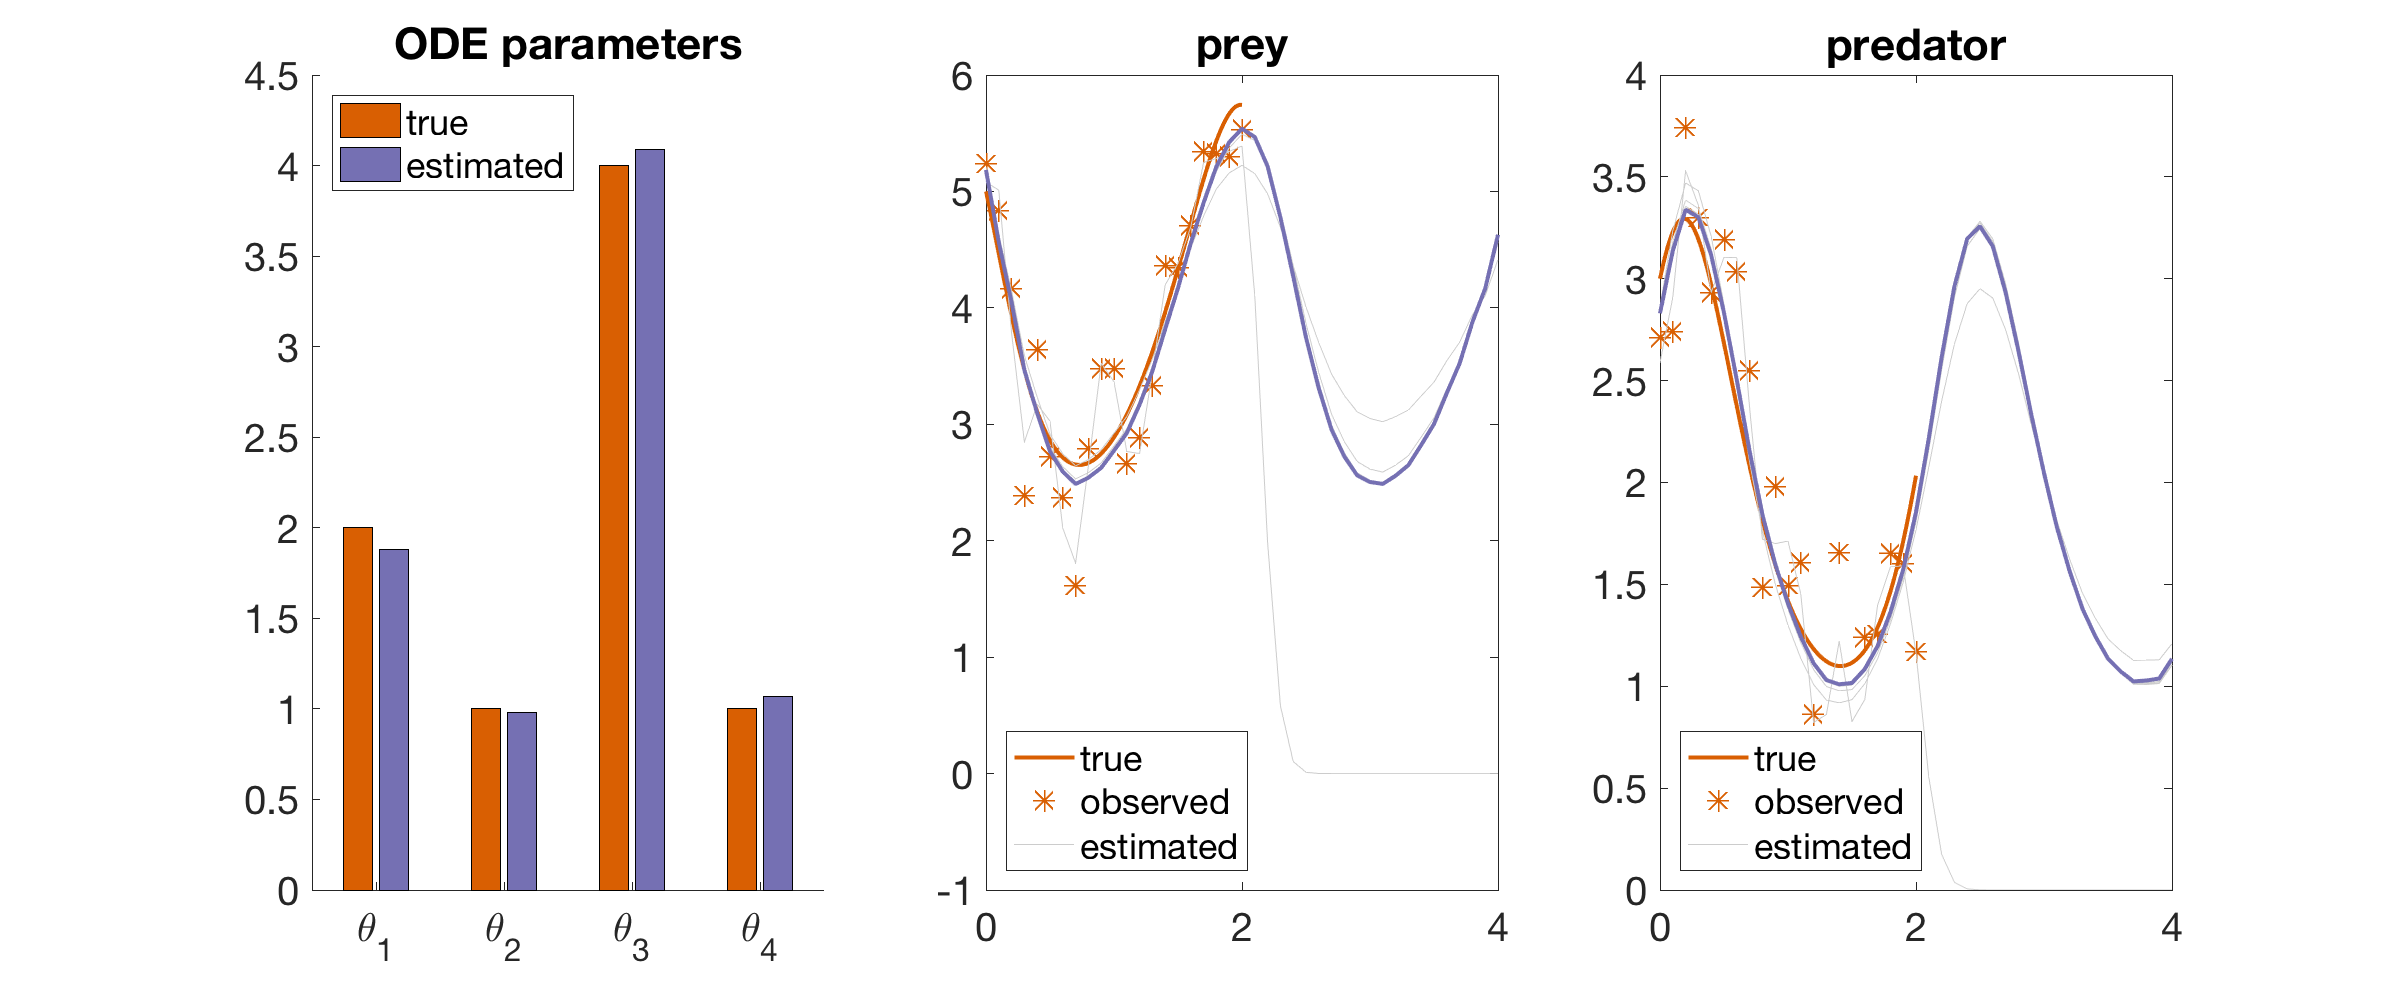 ODE parameters
4.5
4
3.5
3
2.5
2
1.5
1
0.5
0
true
estimated
θ1
θ2
θ3
θ4
prey
6
5
4
3
2
1
0
-1
true
observed
estimated
0
2
4
predator
4
3.5
3
2.5
2
1.5
1
0.5
0
true
observed
estimated
0
2
4